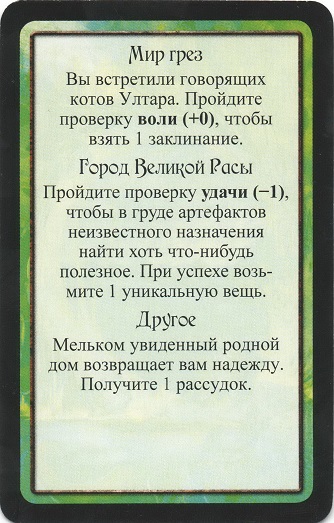 Мир грез
Вы встретили говорящих
котов Ултара. Пройдите
проверку воли (+0), чтобы
взять 1 заклинание.
Город Великой Расы
Пройдите проверку удачи (−1),
чтобы в груде артефактов
неизвестного назначения
найти хоть что-нибудь
полезное. При успехе возь-
мите 1 уникальную вещь.
Другое
Мельком увиденный родной
дом возвращает вам надежду.
Получите 1 рассудок.